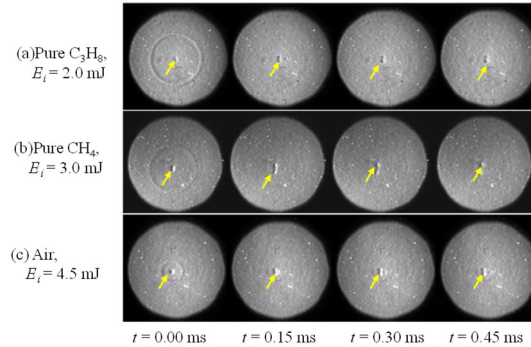 (a)Pure C₃H₈,
Eᵢ = 2.0 mJ
(b)Pure CH₄,
Eᵢ = 3.0 mJ
(c) Air,
Eᵢ = 4.5 mJ
t = 0.00 ms t = 0.15 ms t = 0.30 ms t = 0.45 ms